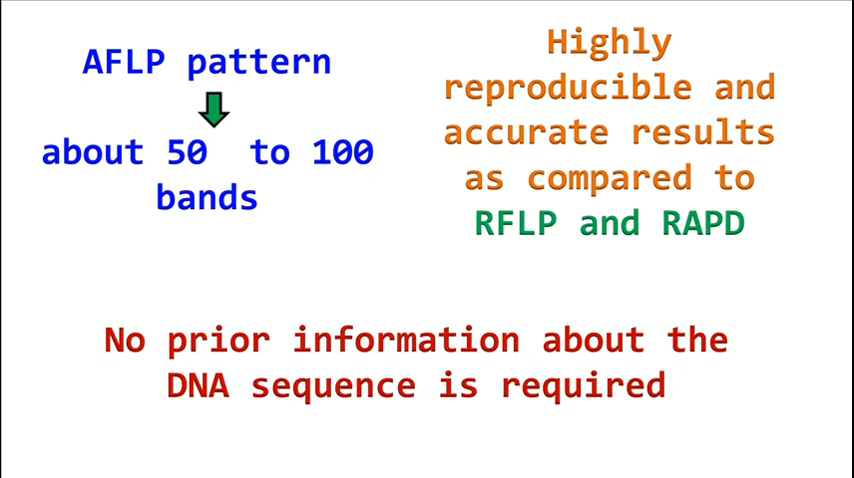 AFLP pattern
about 50 to 100
bands
Highly
reproducible and
accurate results
as compared to
RFLP and RAPD
No prior information about the
DNA sequence is required